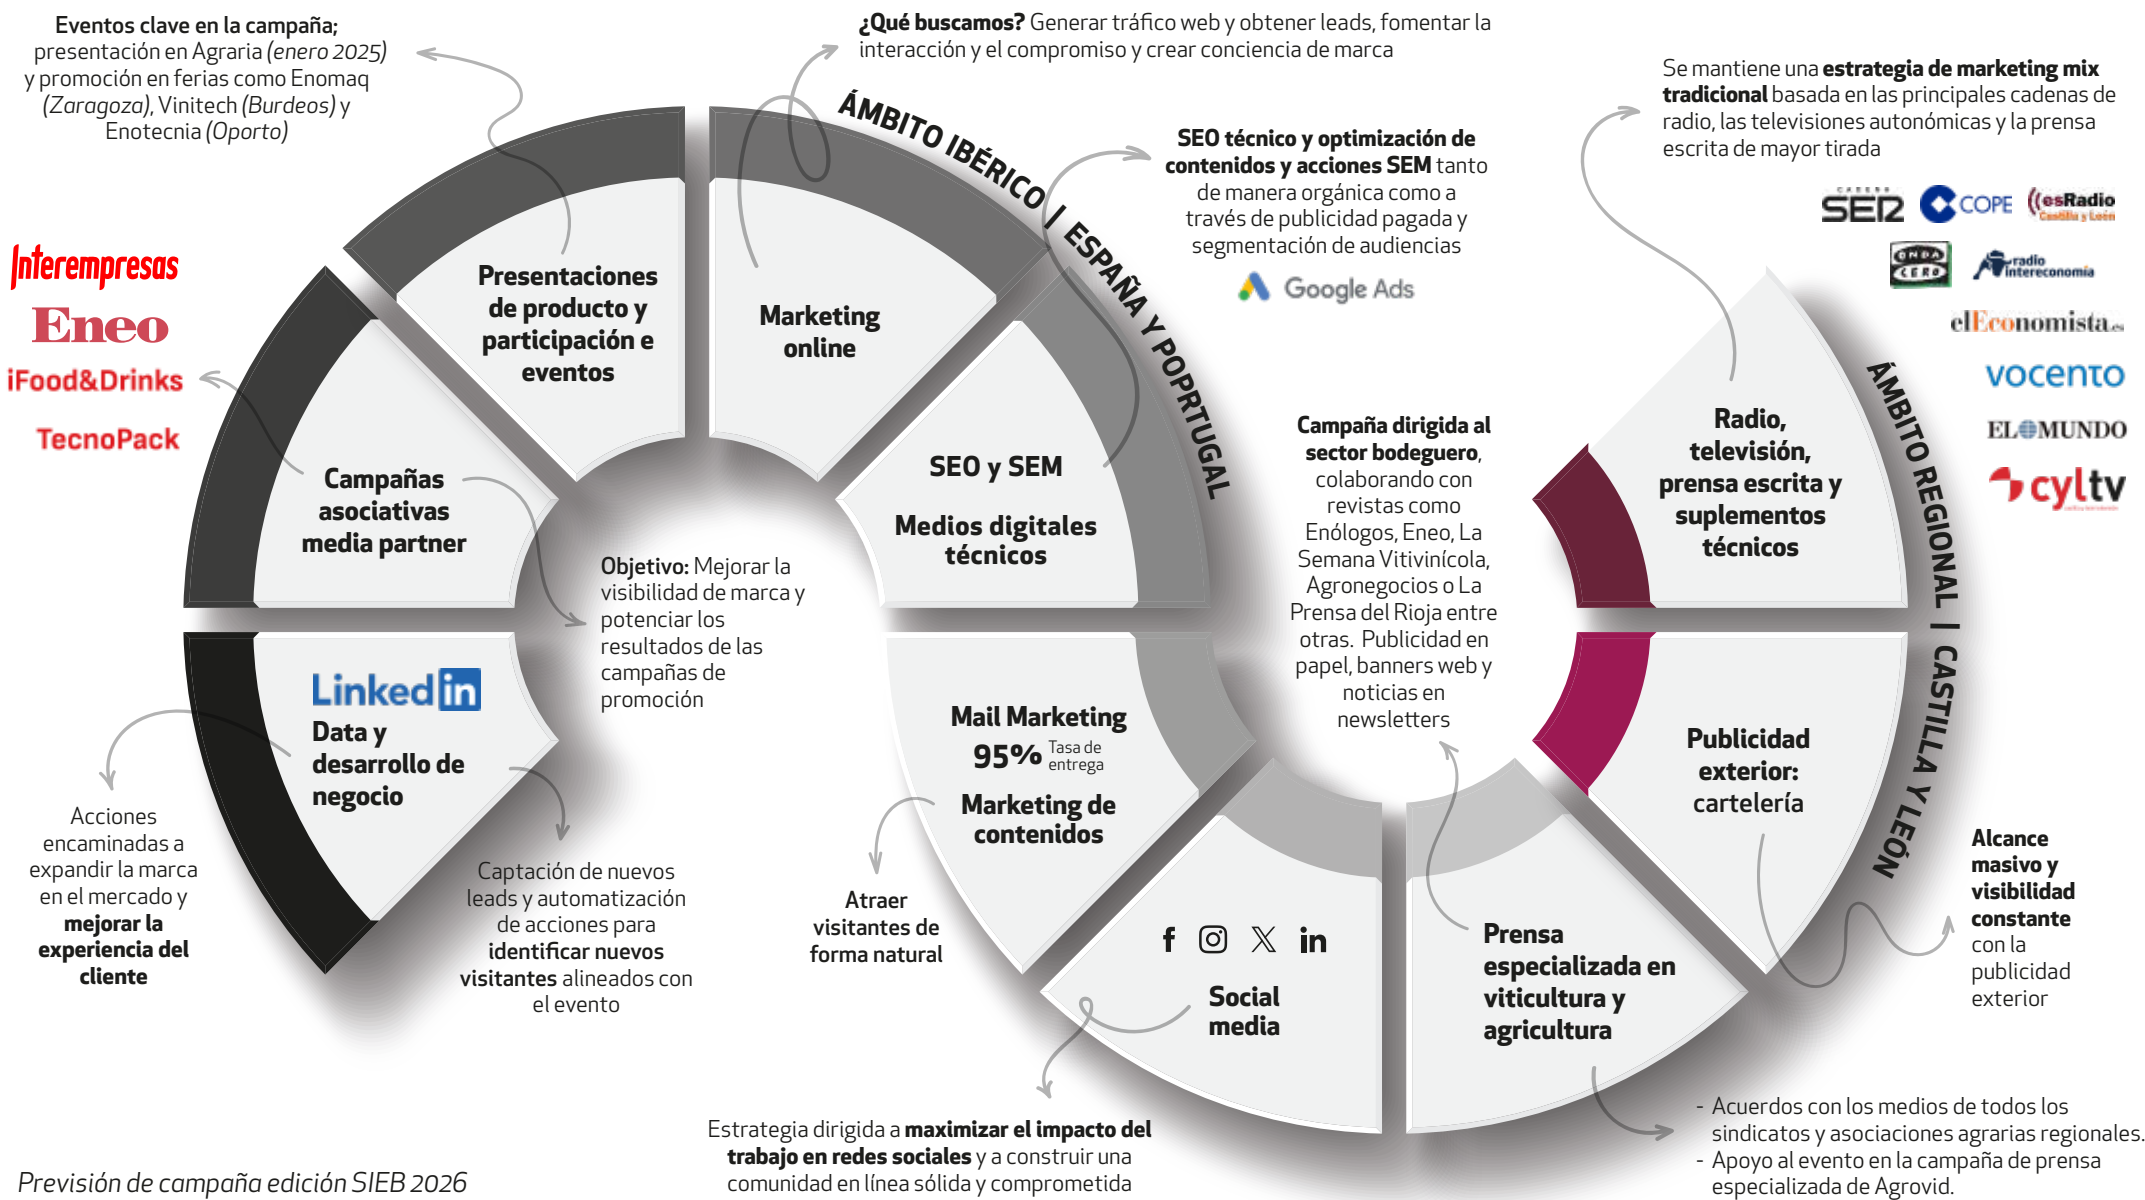 Eventos clave en la campaña;
presentación en Agraria (enero 2025)
y promoción en ferias como Enomaq
(Zaragoza), Vinitech (Burdeos) y
Enotecnia (Oporto)
¿Qué buscamos? Generar tráfico web y obtener leads, fomentar la
interacción y el compromiso y crear conciencia de marca
ÁMBITO IBÉRICO | ESPAÑA Y POPRTUGAL
SEO técnico y optimización de
contenidos y acciones SEM tanto
de manera orgánica como a
través de publicidad pagada y
segmentación de audiencias
Google Ads
Se mantiene una estrategia de marketing mix
tradicional basada en las principales cadenas de
radio, las televisiones autonómicas y la prensa
escrita de mayor tirada
CADENA
SER
COPE
esRadio
Castilla y León
ONDA
CERO
radio
intereconomía
elEconomista.es
vocento
EL MUNDO
cyltv
Interempresas
Eneo
iFood&Drinks
TecnoPack
Presentaciones
de producto y
participación e
eventos
Marketing
online
SEO y SEM
Medios digitales
técnicos
Campañas
asociativas
media partner
Objetivo: Mejorar la
visibilidad de marca y
potenciar los
resultados de las
campañas de
promoción
Linkedin
Data y
desarrollo de
negocio
Acciones
encaminadas a
expandir la marca
en el mercado y
mejorar la
experiencia del
cliente
Captación de nuevos
leads y automatización
de acciones para
identificar nuevos
visitantes alineados con
el evento
Mail Marketing
95% Tasa de
entrega
Marketing de
contenidos
Atraer
visitantes de
forma natural
f in
Social
media
Estrategia dirigida a maximizar el impacto del
trabajo en redes sociales y a construir una
comunidad en línea sólida y comprometida
Campaña dirigida al
sector bodeguero,
colaborando con
revistas como
Enólogos, Eneo, La
Semana Vitivinícola,
Agronegocios o La
Prensa del Rioja entre
otras. Publicidad en
papel, banners web y
noticias en
newsletters
Prensa
especializada en
viticultura y
agricultura
- Acuerdos con los medios de todos los
sindicatos y asociaciones agrarias regionales.
- Apoyo al evento en la campaña de prensa
especializada de Agrovid.
Radio,
televisión,
prensa escrita y
suplementos
técnicos
ÁMBITO REGIONAL | CASTILLA Y LEÓN
Publicidad
exterior:
cartelería
Alcance
masivo y
visibilidad
constante
con la
publicidad
exterior
Previsión de campaña edición SIEB 2026